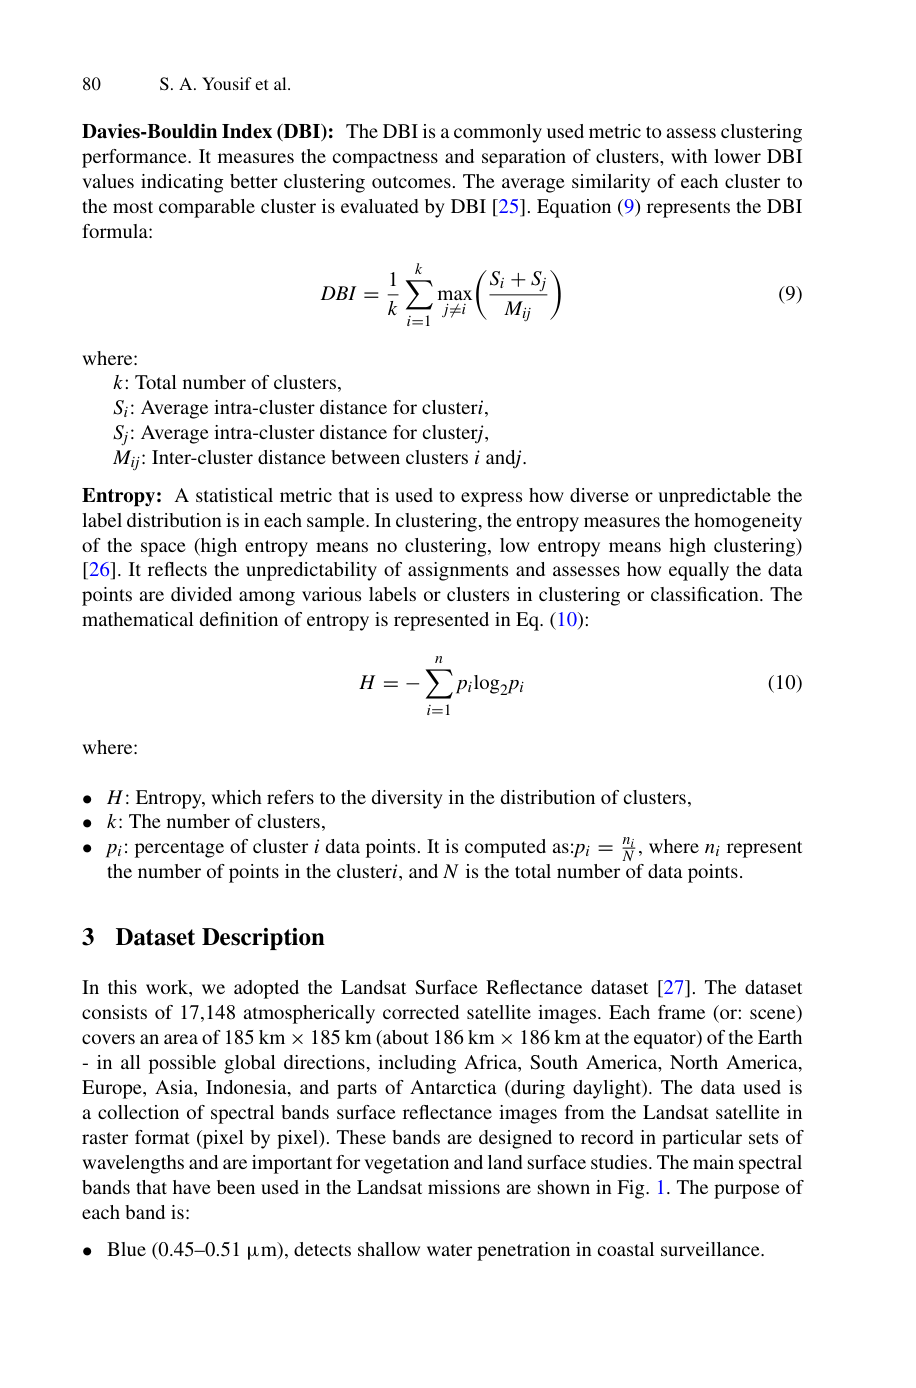 80 S. A. Yousif et al.
Davies-Bouldin Index (DBI): The DBI is a commonly used metric to assess clustering
performance. It measures the compactness and separation of clusters, with lower DBI
values indicating better clustering outcomes. The average similarity of each cluster to
the most comparable cluster is evaluated by DBI [25]. Equation (9) represents the DBI
formula:
DBI = \frac{1}{k} \sum_{i=1}^{k} \max_{j \neq i} \left( \frac{S_i + S_j}{M_{ij}} \right) (9)
where:
k: Total number of clusters,
S_i: Average intra-cluster distance for clusteri,
S_j: Average intra-cluster distance for clusterj,
M_{ij}: Inter-cluster distance between clusters i andj.
Entropy: A statistical metric that is used to express how diverse or unpredictable the
label distribution is in each sample. In clustering, the entropy measures the homogeneity
of the space (high entropy means no clustering, low entropy means high clustering)
[26]. It reflects the unpredictability of assignments and assesses how equally the data
points are divided among various labels or clusters in clustering or classification. The
mathematical definition of entropy is represented in Eq. (10):
H = - \sum_{i=1}^{n} p_i \log_2 p_i (10)
where:
• H: Entropy, which refers to the diversity in the distribution of clusters,
• k: The number of clusters,
• p_i: percentage of cluster i data points. It is computed as:p_i = \frac{n_i}{N}, where n_i represent
the number of points in the clusteri, and N is the total number of data points.
3 Dataset Description
In this work, we adopted the Landsat Surface Reflectance dataset [27]. The dataset
consists of 17,148 atmospherically corrected satellite images. Each frame (or: scene)
covers an area of 185 km × 185 km (about 186 km × 186 km at the equator) of the Earth
- in all possible global directions, including Africa, South America, North America,
Europe, Asia, Indonesia, and parts of Antarctica (during daylight). The data used is
a collection of spectral bands surface reflectance images from the Landsat satellite in
raster format (pixel by pixel). These bands are designed to record in particular sets of
wavelengths and are important for vegetation and land surface studies. The main spectral
bands that have been used in the Landsat missions are shown in Fig. 1. The purpose of
each band is:
• Blue (0.45–0.51 μm), detects shallow water penetration in coastal surveillance.